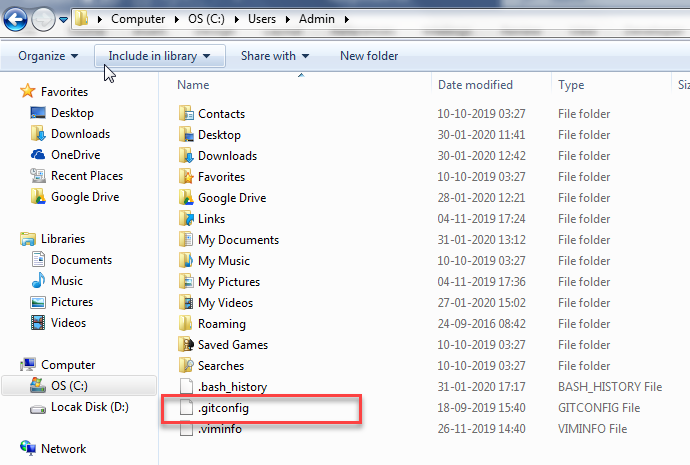 Computer ▸ OS (C:) ▸ Users ▸ Admin ▸
Organize Include in library Share with New folder
Favorites
Desktop
Downloads
OneDrive
Recent Places
Google Drive
Libraries
Documents
Music
Pictures
Videos
Computer
OS (C:)
Locak Disk (D:)
Network
Name Date modified Type Siz
Contacts 10-10-2019 03:27 File folder
Desktop 30-01-2020 11:41 File folder
Downloads 30-01-2020 12:42 File folder
Favorites 10-10-2019 03:27 File folder
Google Drive 28-01-2020 12:21 File folder
Links 04-11-2019 17:24 File folder
My Documents 31-01-2020 13:12 File folder
My Music 10-10-2019 03:27 File folder
My Pictures 04-11-2019 17:36 File folder
My Videos 27-01-2020 15:02 File folder
Roaming 24-09-2016 08:42 File folder
Saved Games 10-10-2019 03:27 File folder
Searches 10-10-2019 03:27 File folder
.bash_history 31-01-2020 17:17 BASH_HISTORY File
.gitconfig 18-09-2019 15:40 GITCONFIG File
.viminfo 26-11-2019 14:40 VIMINFO File